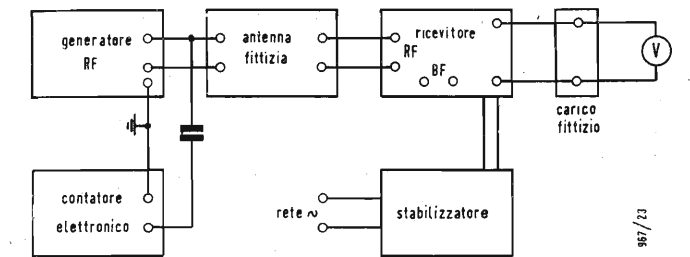 generatore
RF
antenna
fittizia
ricevitore
RF
BF
V
carico
fittizio
contatore
elettronico
rete ~
stabilizzatore
967/23